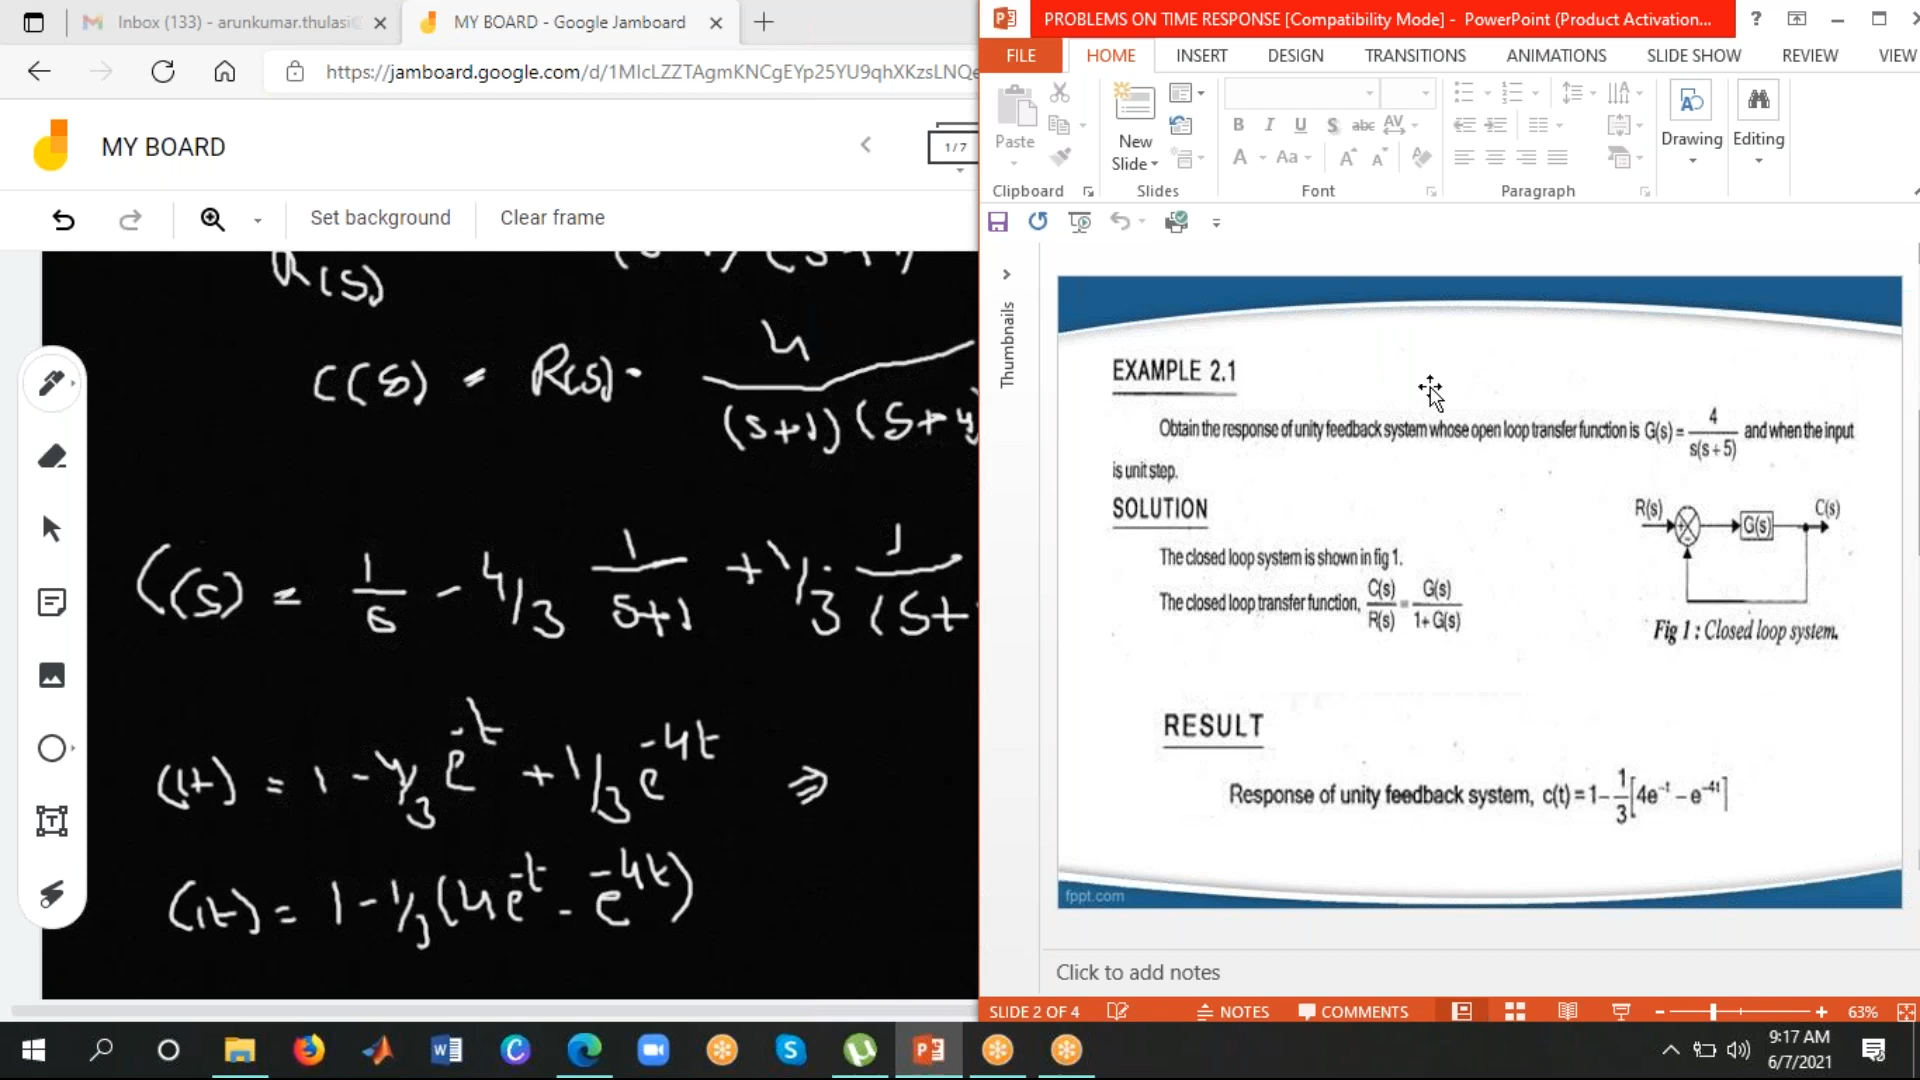 Inbox (133) - arunkumar.thulasi
MY BOARD - Google Jamboard
https://jamboard.google.com/d/1MIcLZZTAgmKNCgEYp25YU9qhXKzsLNQe
MY BOARD
1/7
Set background
Clear frame
R(s)
C(s) = R(s) . 4
(s+1) (s+4
C(s) = 1/s - 4/3 1/s+1 + 1/3 1/(s+
C(t) = 1 - 4/3 e^-t + 1/3 e^-4t ⇒
C(t) = 1 - 1/3 (4e^-t - e^-4t)
PROBLEMS ON TIME RESPONSE [Compatibility Mode] - PowerPoint (Product Activation...
FILE HOME INSERT DESIGN TRANSITIONS ANIMATIONS SLIDE SHOW REVIEW VIEW
Paste
New
Slide
Drawing
Editing
B I U S abc AV
A Aa A A
Clipboard Slides Font Paragraph
Thumbnails
EXAMPLE 2.1
Obtain the response of unity feedback system whose open loop transfer function is G(s) = 4/s(s+5) and when the input
is unit step.
SOLUTION
R(s) G(s) C(s)
The closed loop system is shown in fig 1.
The closed loop transfer function, C(s)/R(s) = G(s)/1+G(s)
Fig 1 : Closed loop system.
RESULT
Response of unity feedback system, c(t) = 1 - 1/3 [4e^-t - e^-4t]
fppt.com
Click to add notes
SLIDE 2 OF 4
NOTES
COMMENTS
63%
9:17 AM
6/7/2021